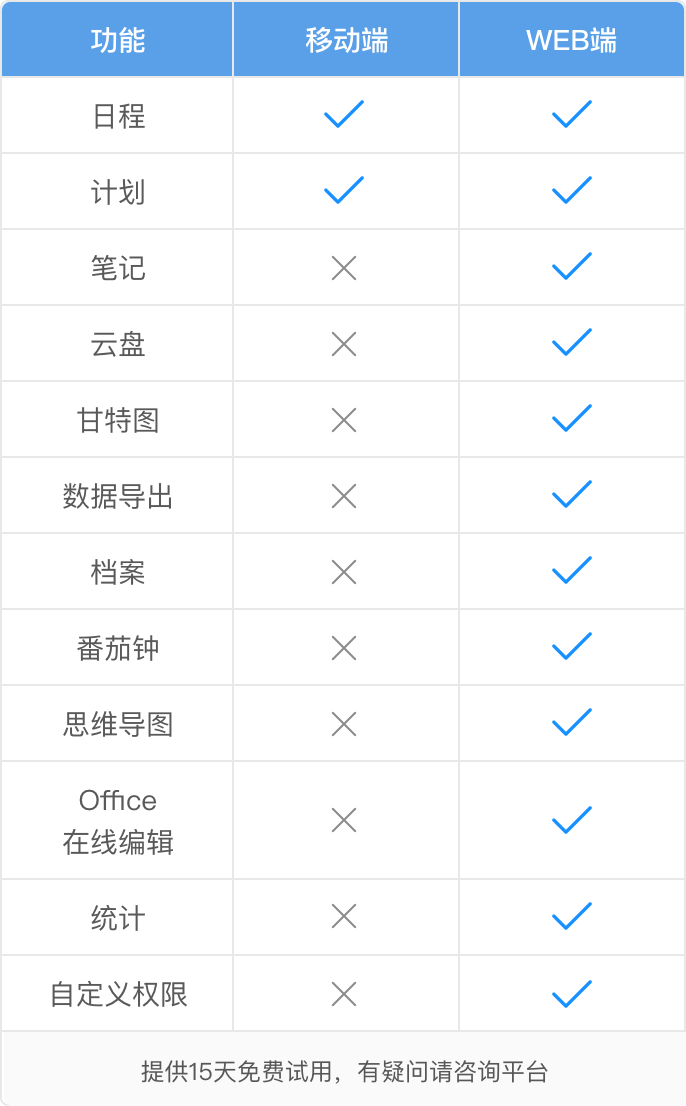 功能 移动端 WEB端
日程
计划
笔记
云盘
甘特图
数据导出
档案
番茄钟
思维导图
Office
在线编辑
统计
自定义权限
提供15天免费试用，有疑问请咨询平台